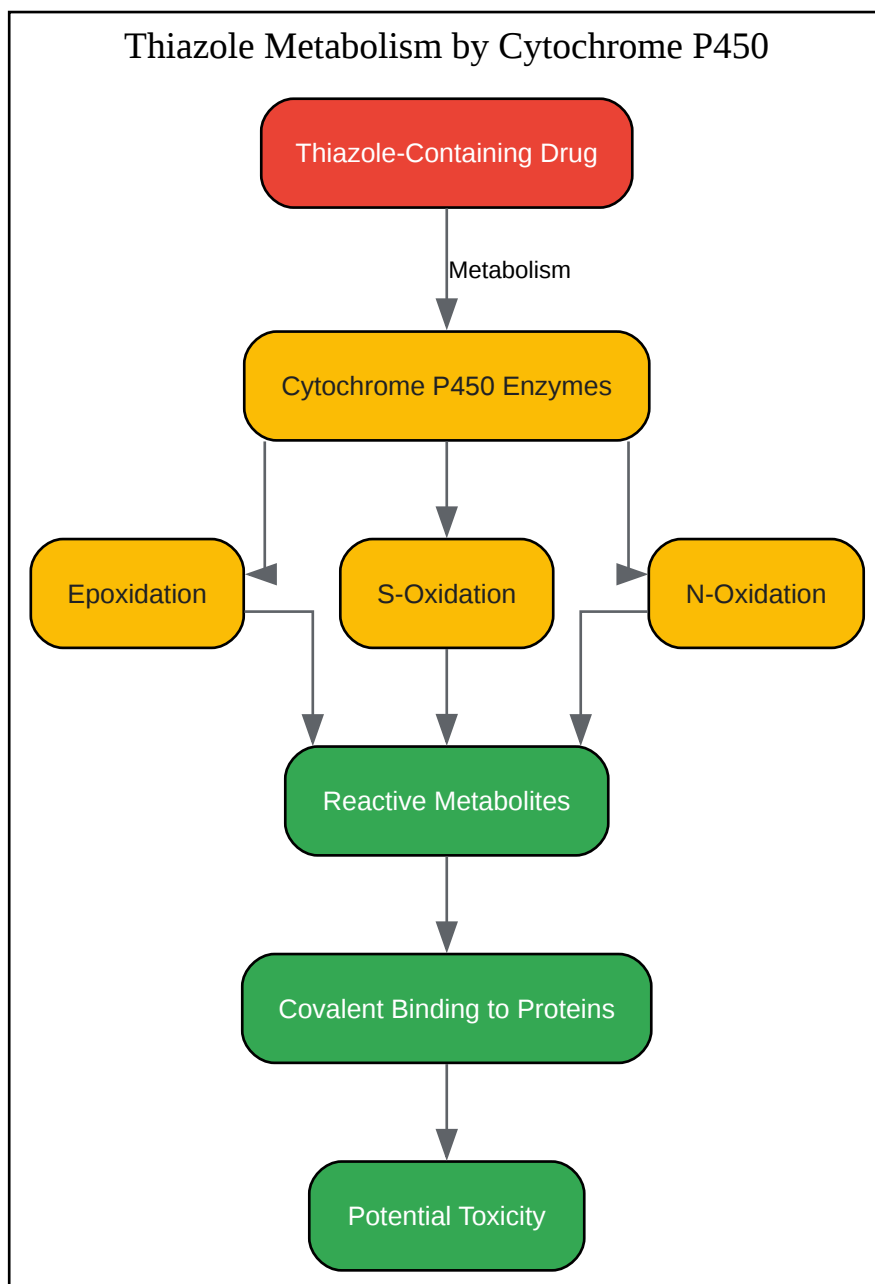 Thiazole Metabolism by Cytochrome P450
Thiazole-Containing Drug
Metabolism
Cytochrome P450 Enzymes
Epoxidation
S-Oxidation
N-Oxidation
Reactive Metabolites
Covalent Binding to Proteins
Potential Toxicity